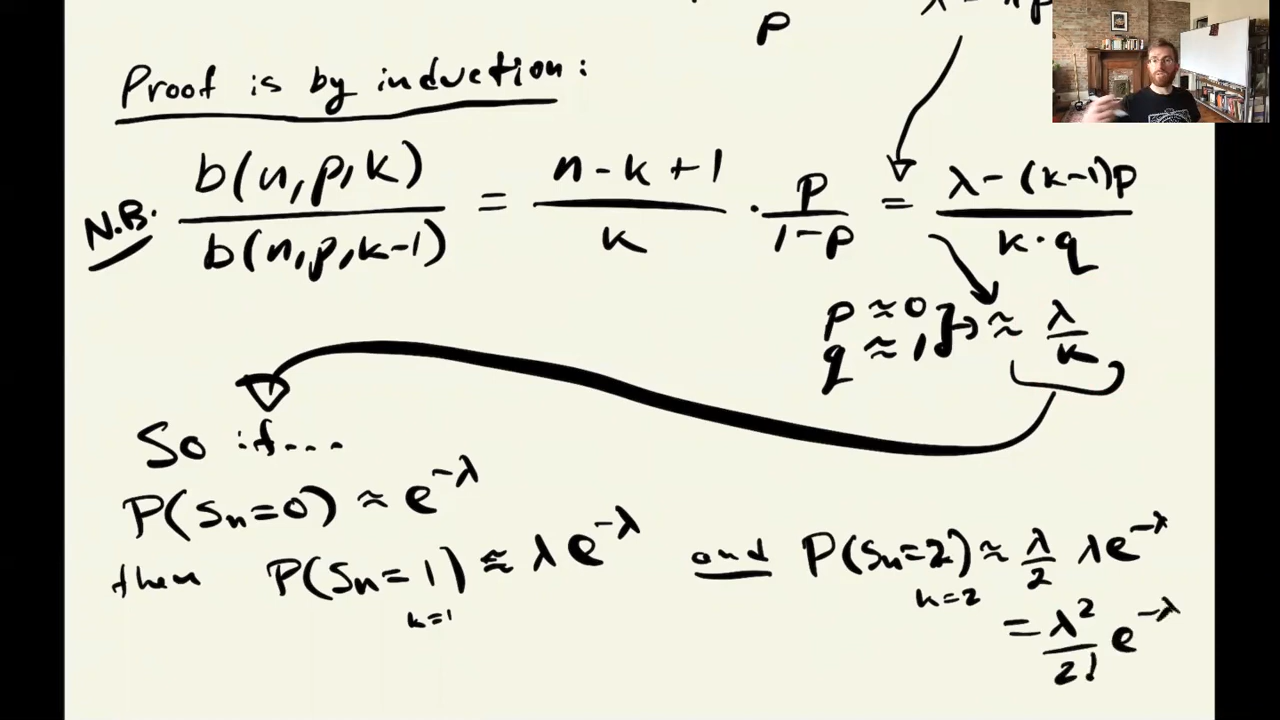 p
Proof is by induction:
N.B. b(n,p,k) / b(n,p,k-1) = n-k+1 / k · p / 1-p = λ-(k-1)p / k·q
p ≈ 0
q ≈ 1 } → ≈ λ / k
So if...
P(Sn=0) ≈ e^-λ
then P(Sn=1) ≈ λe^-λ and P(Sn=2) ≈ λ/2 λe^-λ
k=1 k=2
= λ²/2! e^-λ